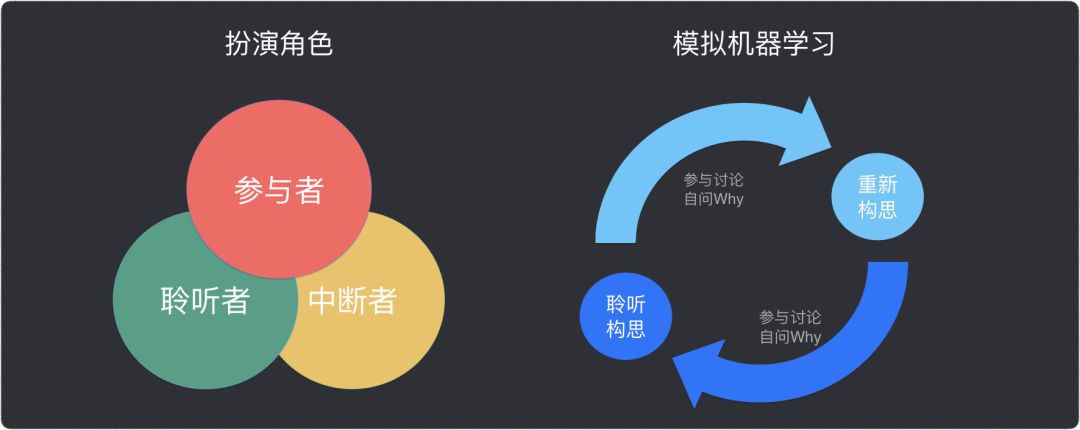 扮演角色
参与者
聆听者
中断者
模拟机器学习
参与讨论
自问Why
重新
构思
聆听
构思
参与讨论
自问Why